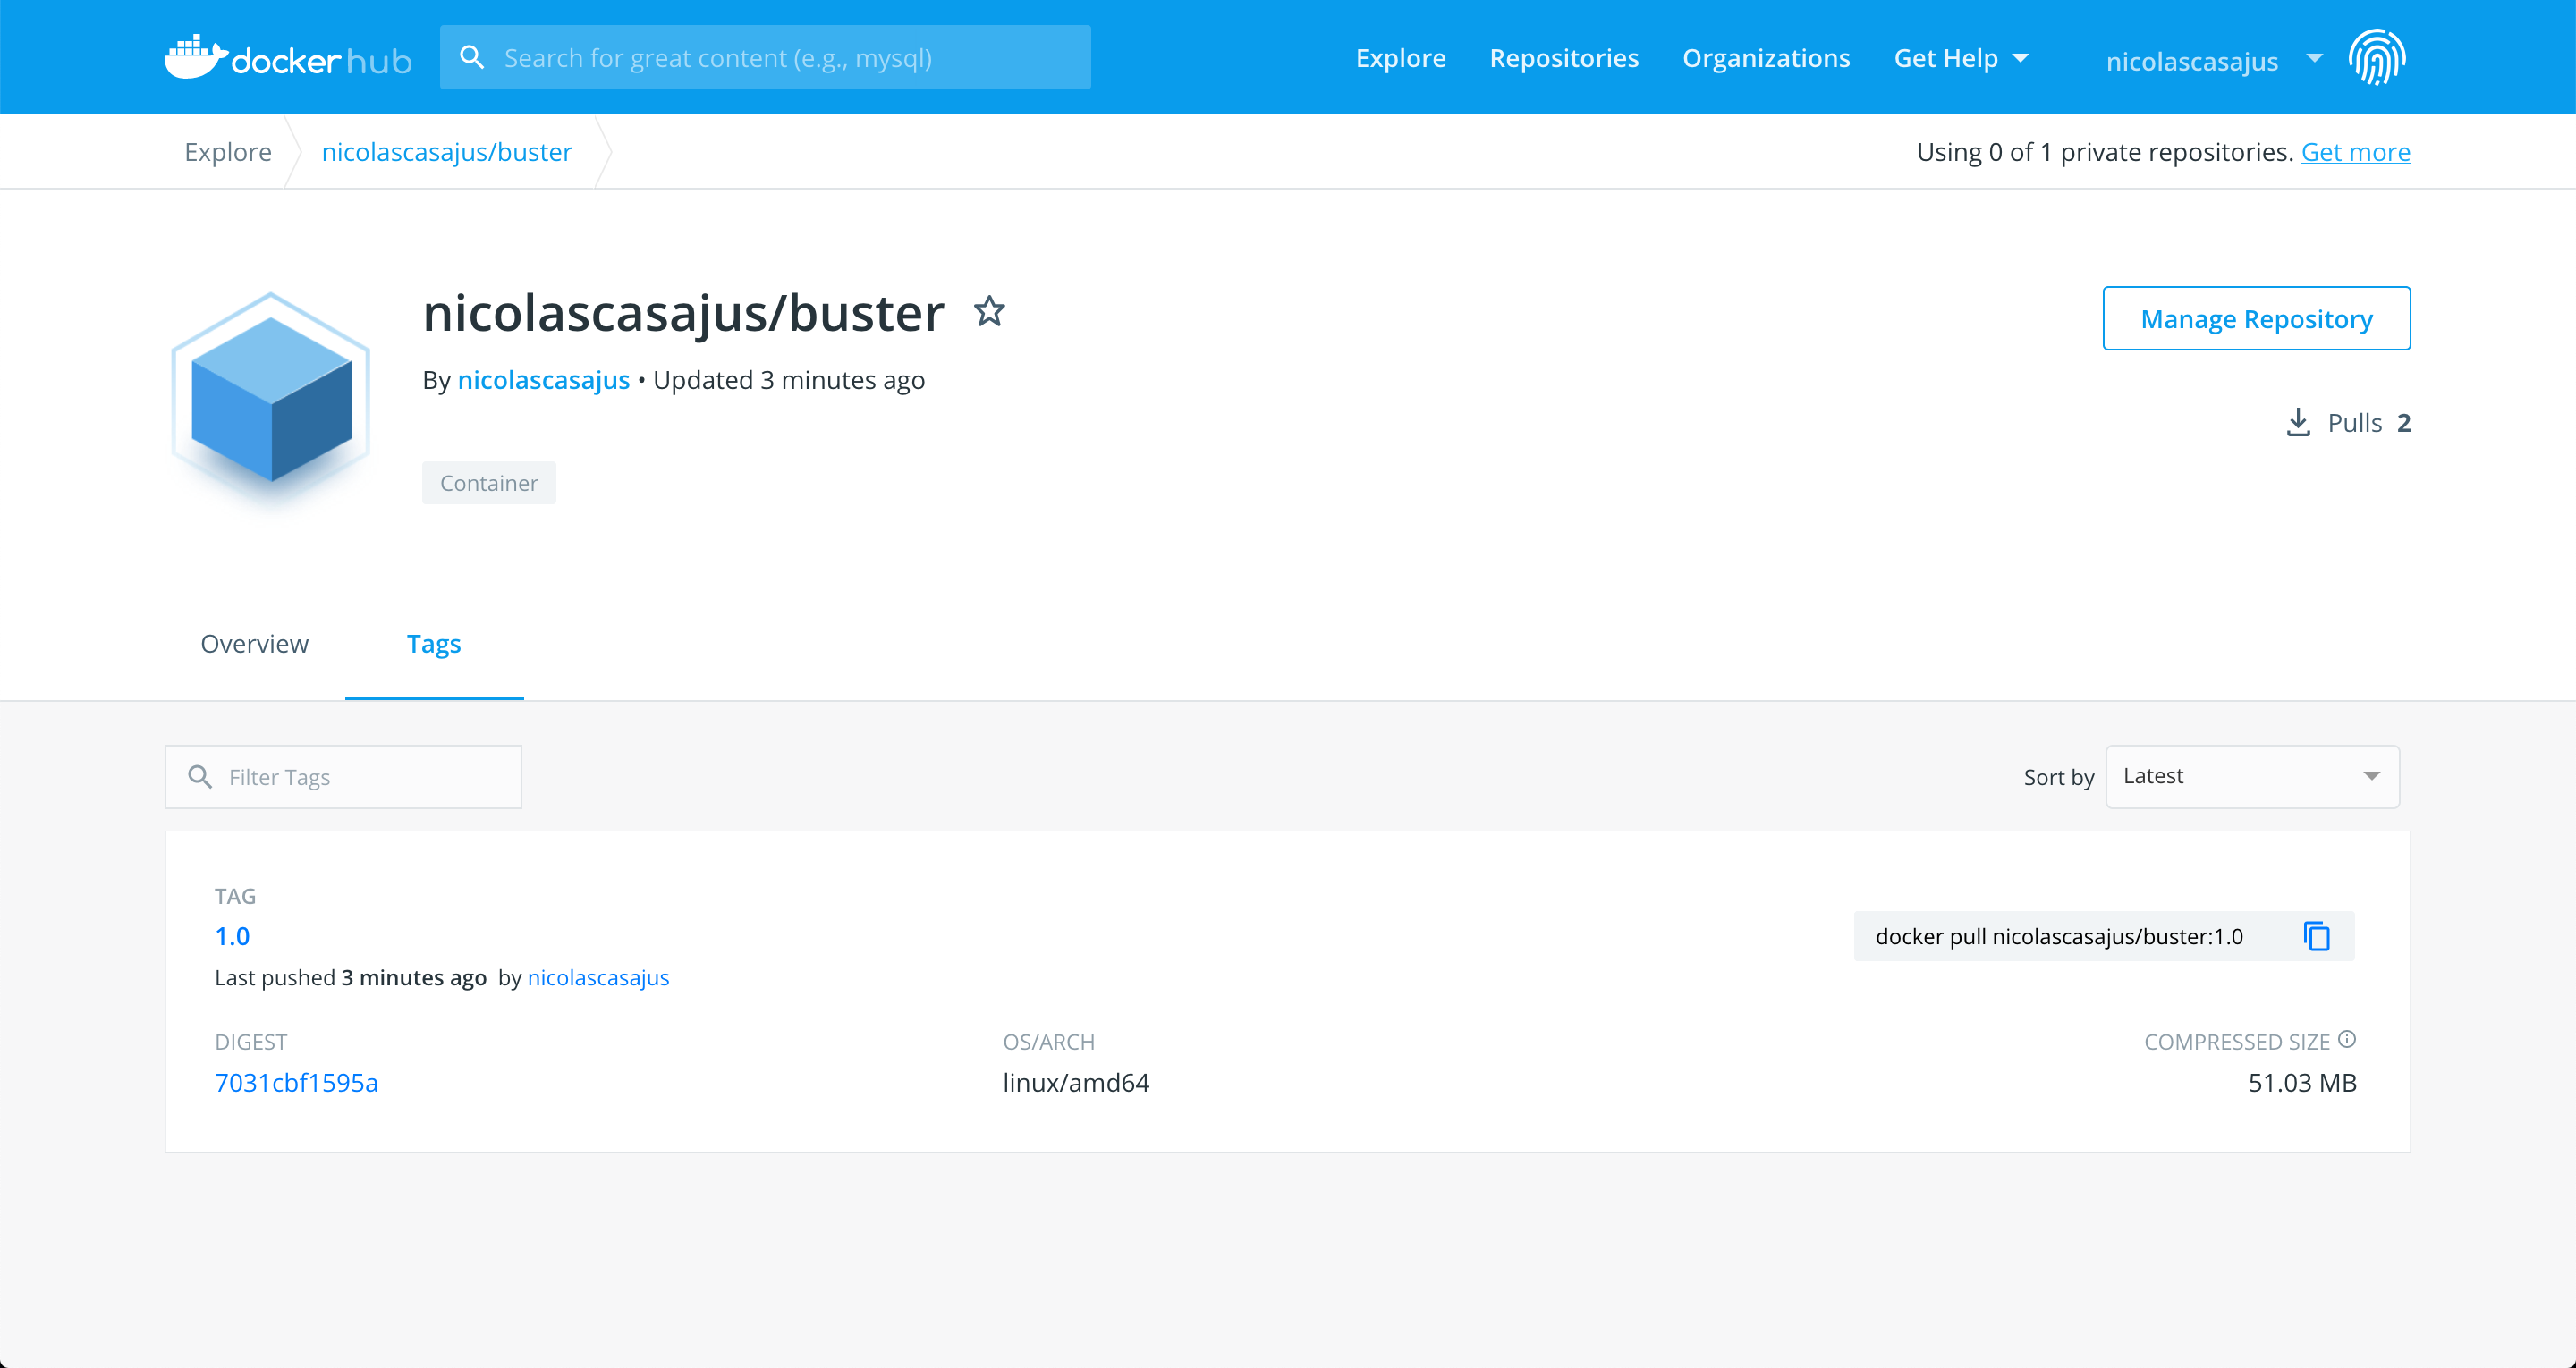 docker hub
Search for great content (e.g., mysql)
Explore
Repositories
Organizations
Get Help
nicolascasajus
Explore
nicolascasajus/buster
Using 0 of 1 private repositories. Get more
nicolascasajus/buster
Manage Repository
By nicolascasajus • Updated 3 minutes ago
Pulls 2
Container
Overview
Tags
Filter Tags
Sort by
Latest
TAG
1.0
docker pull nicolascasajus/buster:1.0
Last pushed 3 minutes ago by nicolascasajus
DIGEST
OS/ARCH
COMPRESSED SIZE
7031cbf1595a
linux/amd64
51.03 MB